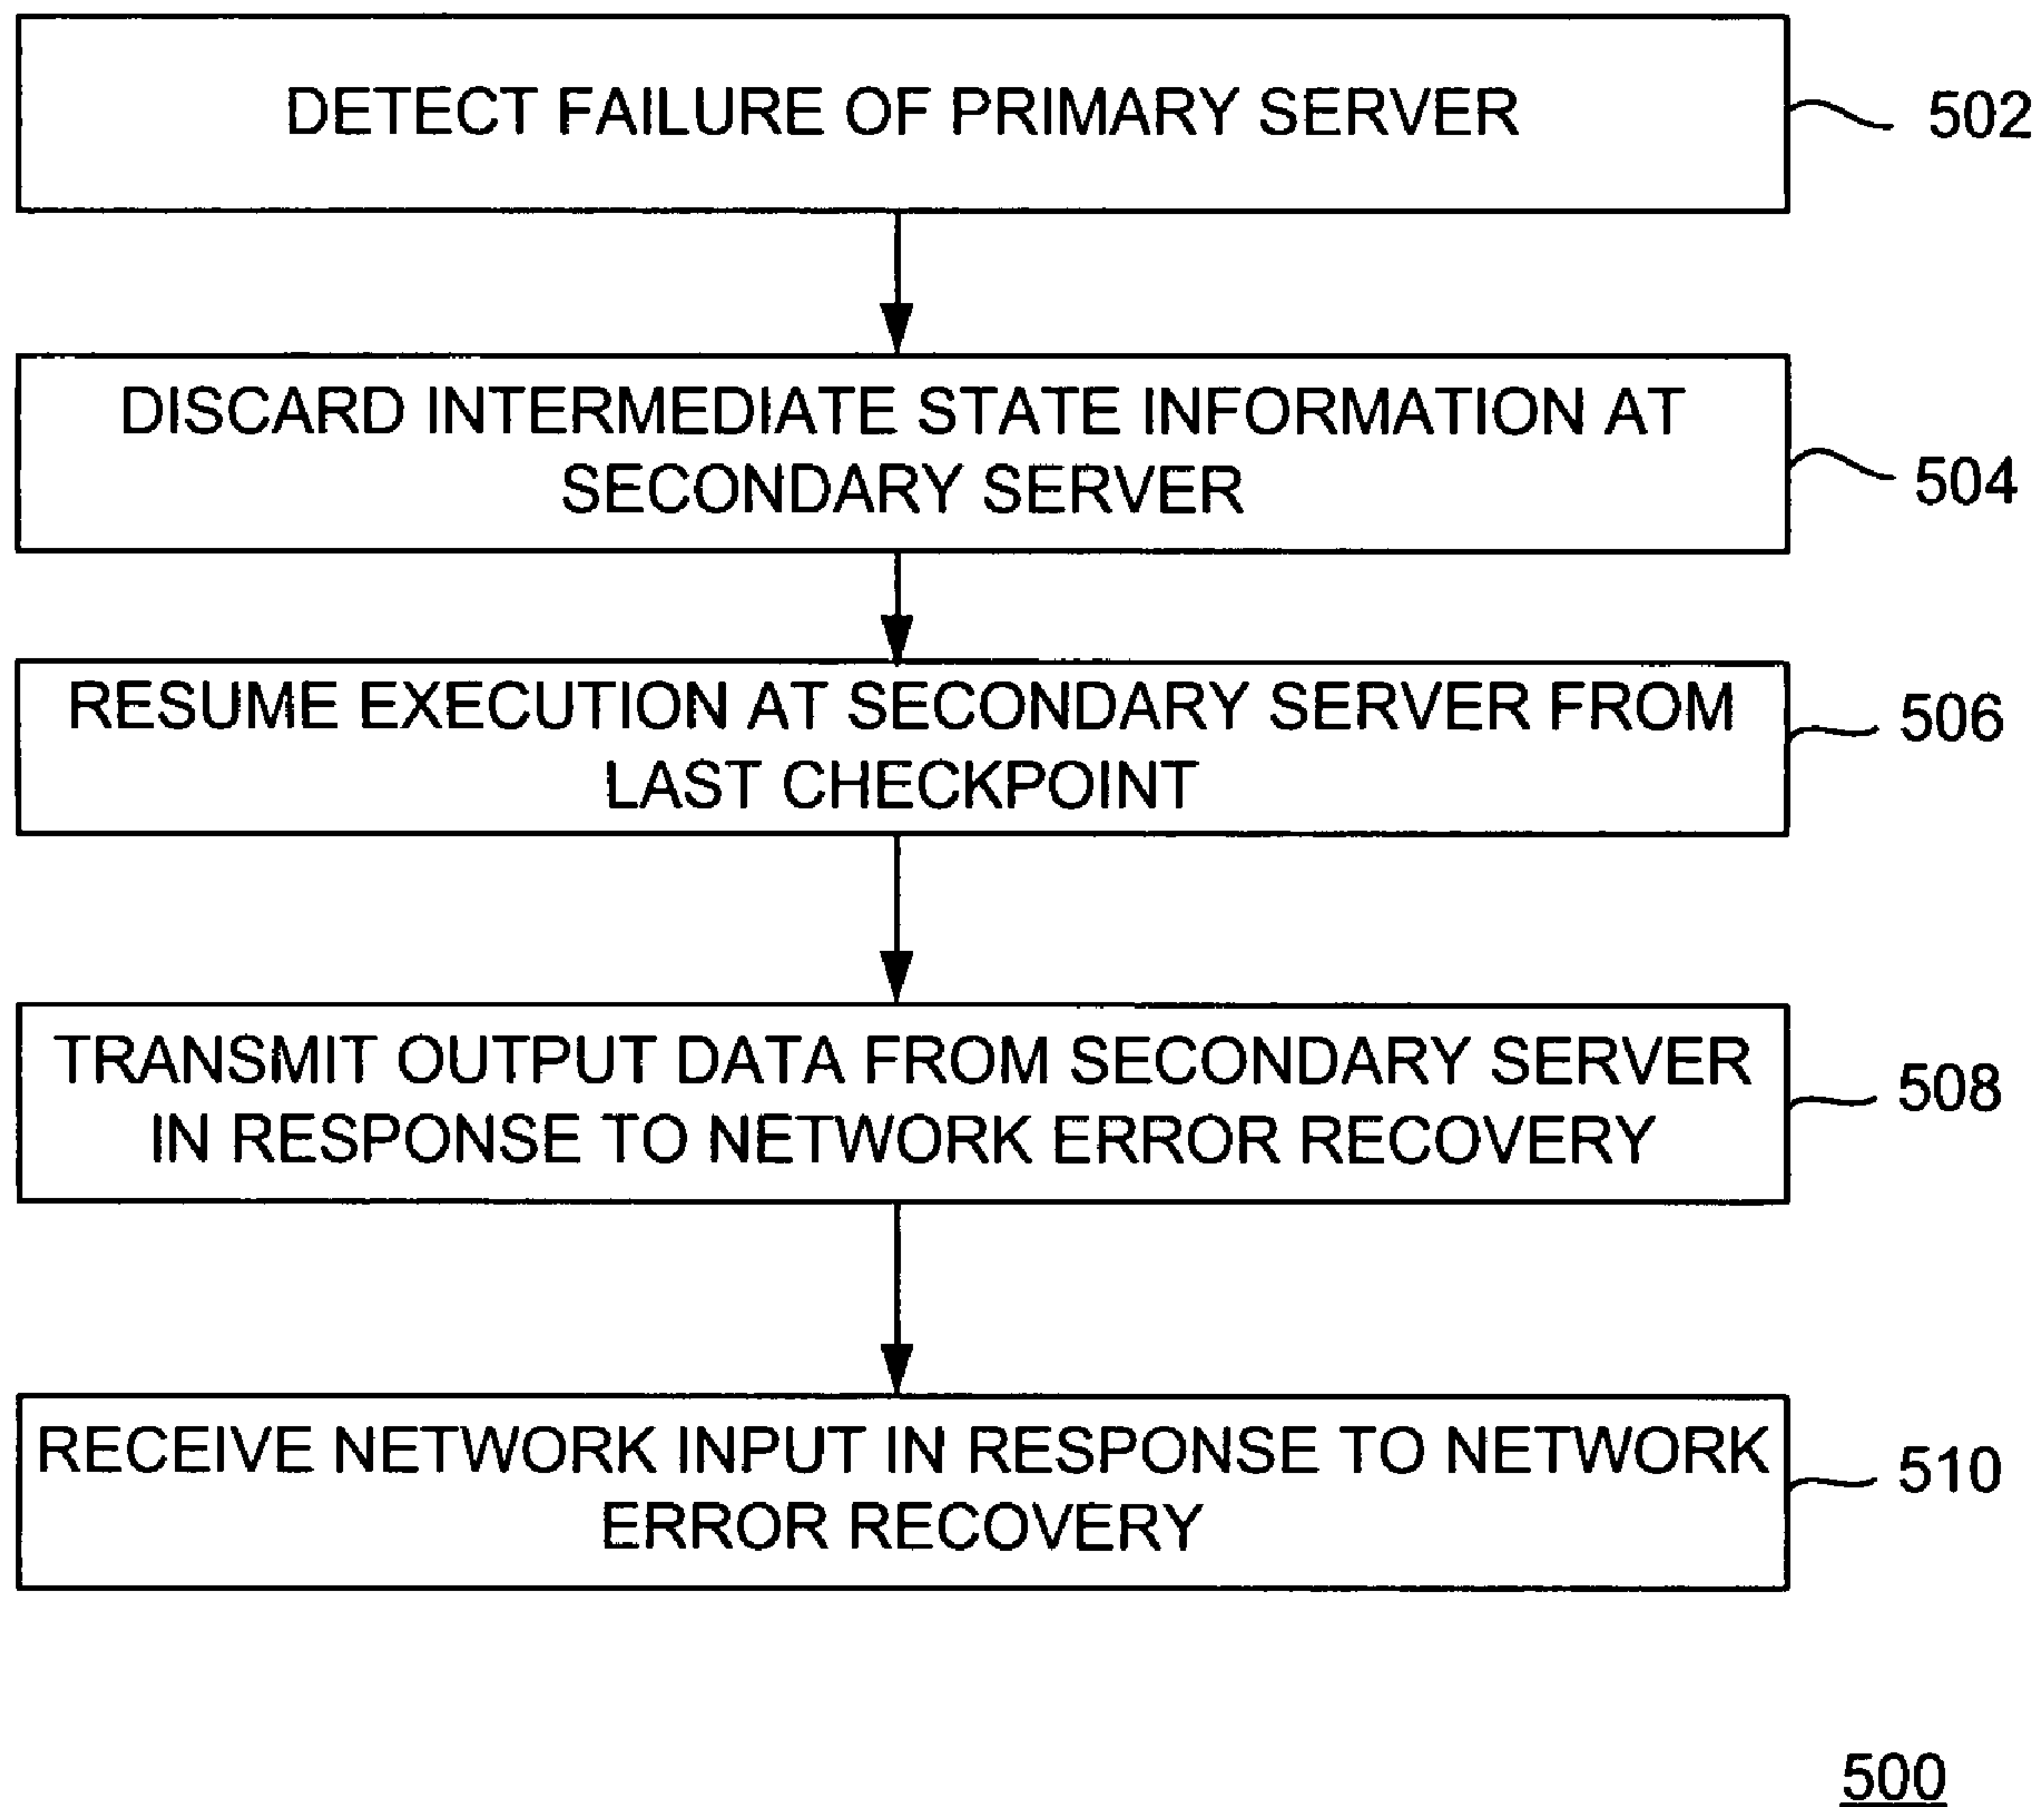 DETECT FAILURE OF PRIMARY SERVER
502
DISCARD INTERMEDIATE STATE INFORMATION AT
SECONDARY SERVER
504
RESUME EXECUTION AT SECONDARY SERVER FROM
LAST CHECKPOINT
506
TRANSMIT OUTPUT DATA FROM SECONDARY SERVER
IN RESPONSE TO NETWORK ERROR RECOVERY
508
RECEIVE NETWORK INPUT IN RESPONSE TO NETWORK
ERROR RECOVERY
510
500